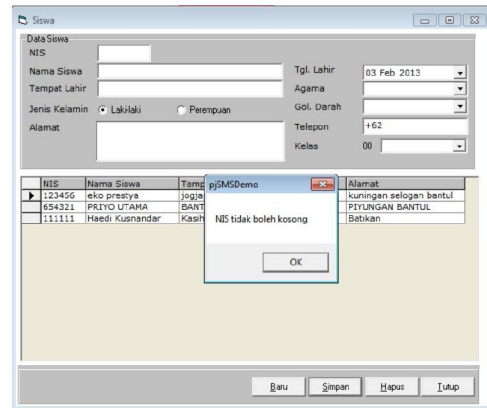 Siswa
Data Siswa
NIS
Nama Siswa
Tempat Lahir
Jenis Kelamin Laki-laki Perempuan
Alamat
Tgl. Lahir 03 Feb 2013
Agama
Gol. Darah
Telepon +62
Kelas 00
NIS Nama Siswa Temp Alamat
123456 eko prestya jogja kuningan selogan bantul
654321 PRIYO UTAMA BANT PIYUNGAN BANTUL
111111 Haedi Kusnandar Kasih Batikan
pjSMSDemo
NIS tidak boleh kosong
OK
Baru Simpan Hapus Tutup